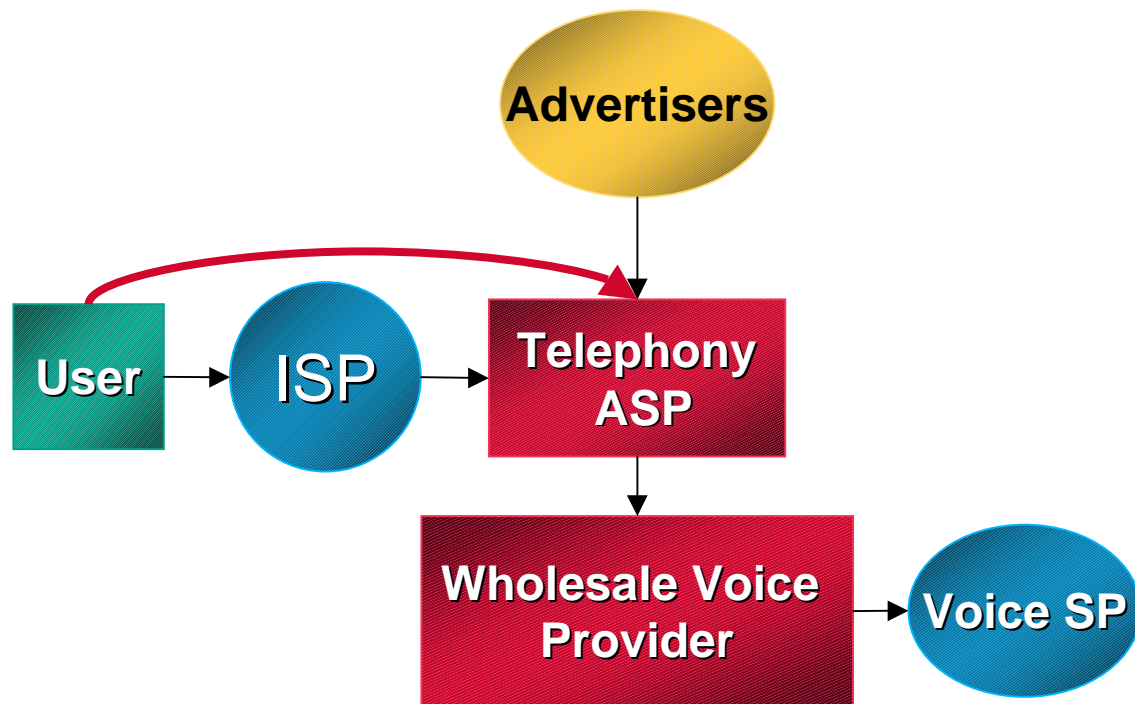 Advertisers
User
ISP
Telephony
ASP
Wholesale Voice
Provider
Voice SP